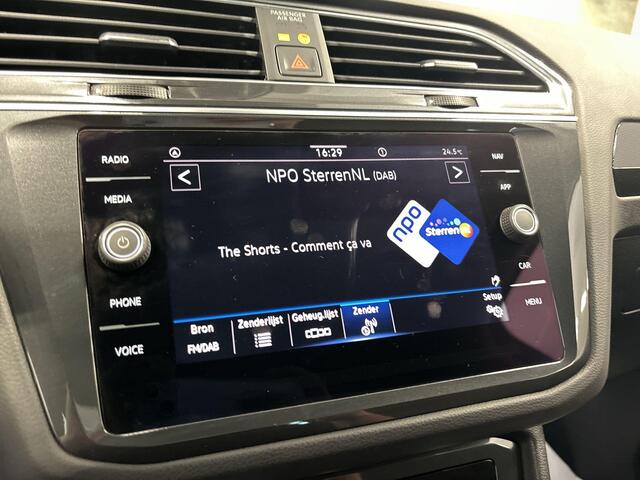 PASSENGER
AIR BAG
RADIO
MEDIA
PHONE
VOICE
16:29
24.5°C
NPO SterrenNL (DAB)
The Shorts - Comment ça va
npo
SterrenNL
Bron
FM/DAB
Zenderlijst
Geheug.lijst
Zender
Setup
NAV
APP
CAR
MENU